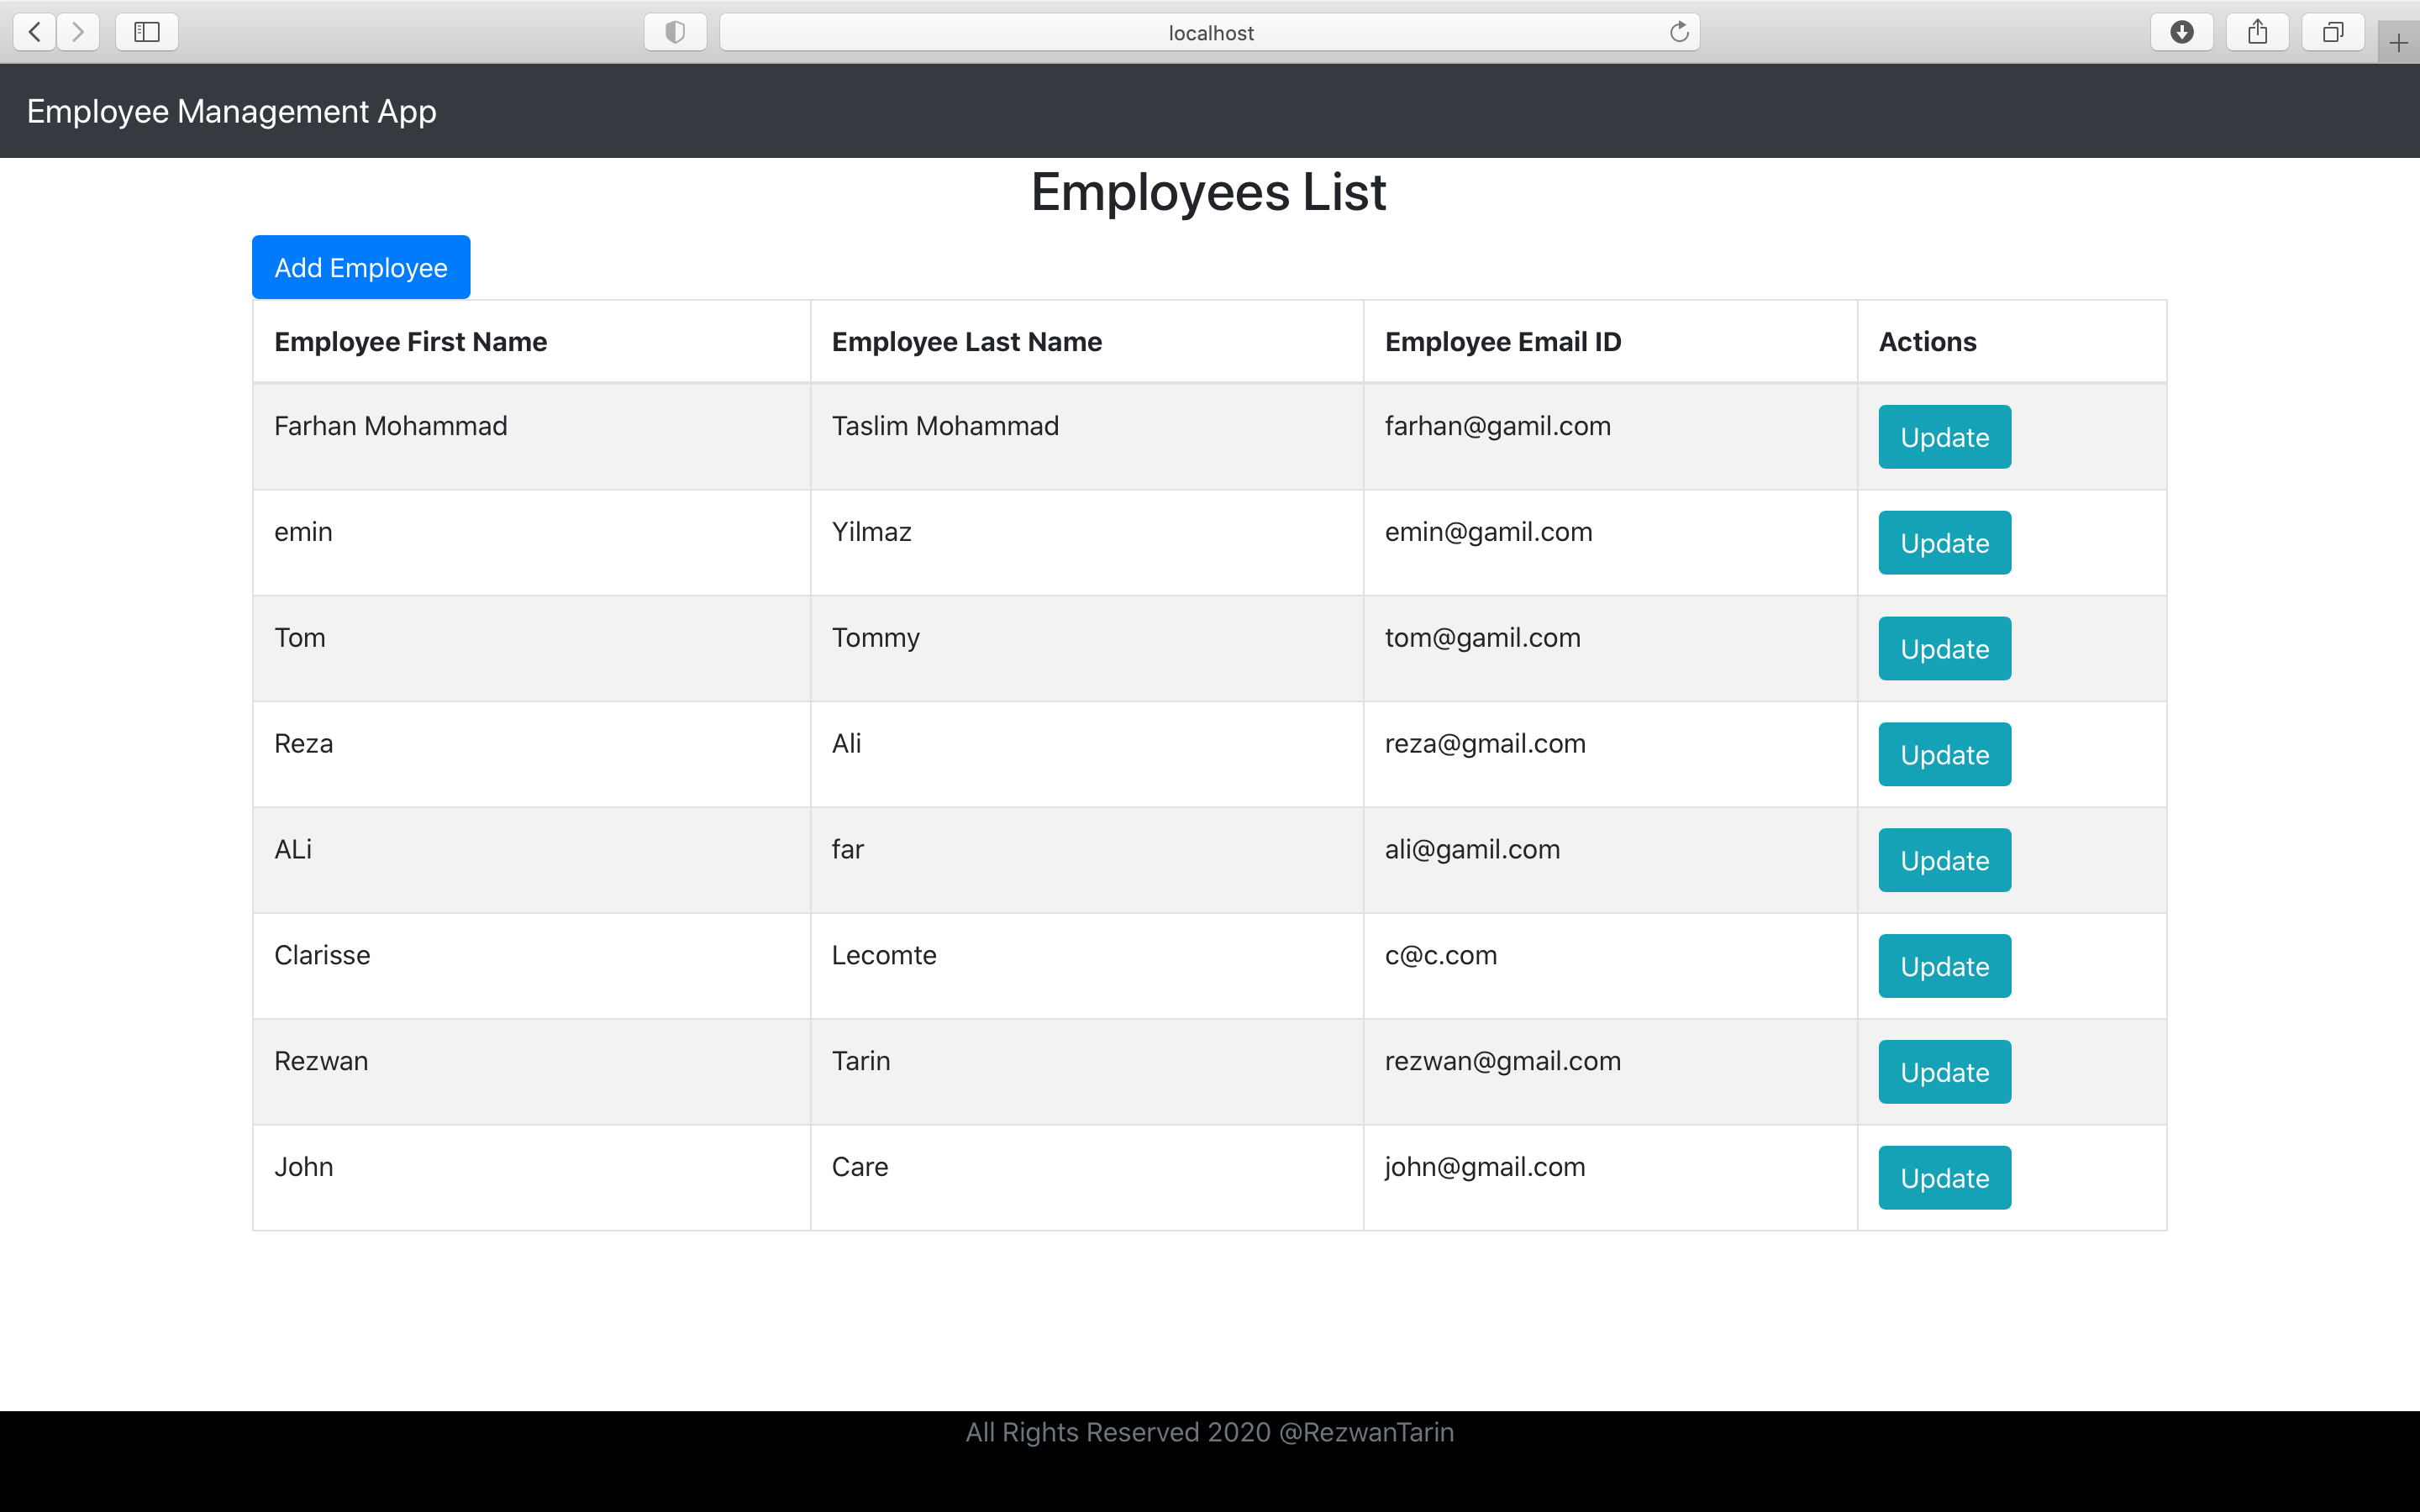 localhost
Employee Management App
Employees List
Add Employee
Employee First Name Employee Last Name Employee Email ID Actions
Farhan Mohammad Taslim Mohammad farhan@gamil.com Update
emin Yilmaz emin@gamil.com Update
Tom Tommy tom@gamil.com Update
Reza Ali reza@gmail.com Update
ALi far ali@gamil.com Update
Clarisse Lecomte c@c.com Update
Rezwan Tarin rezwan@gmail.com Update
John Care john@gmail.com Update
All Rights Reserved 2020 @RezwanTarin